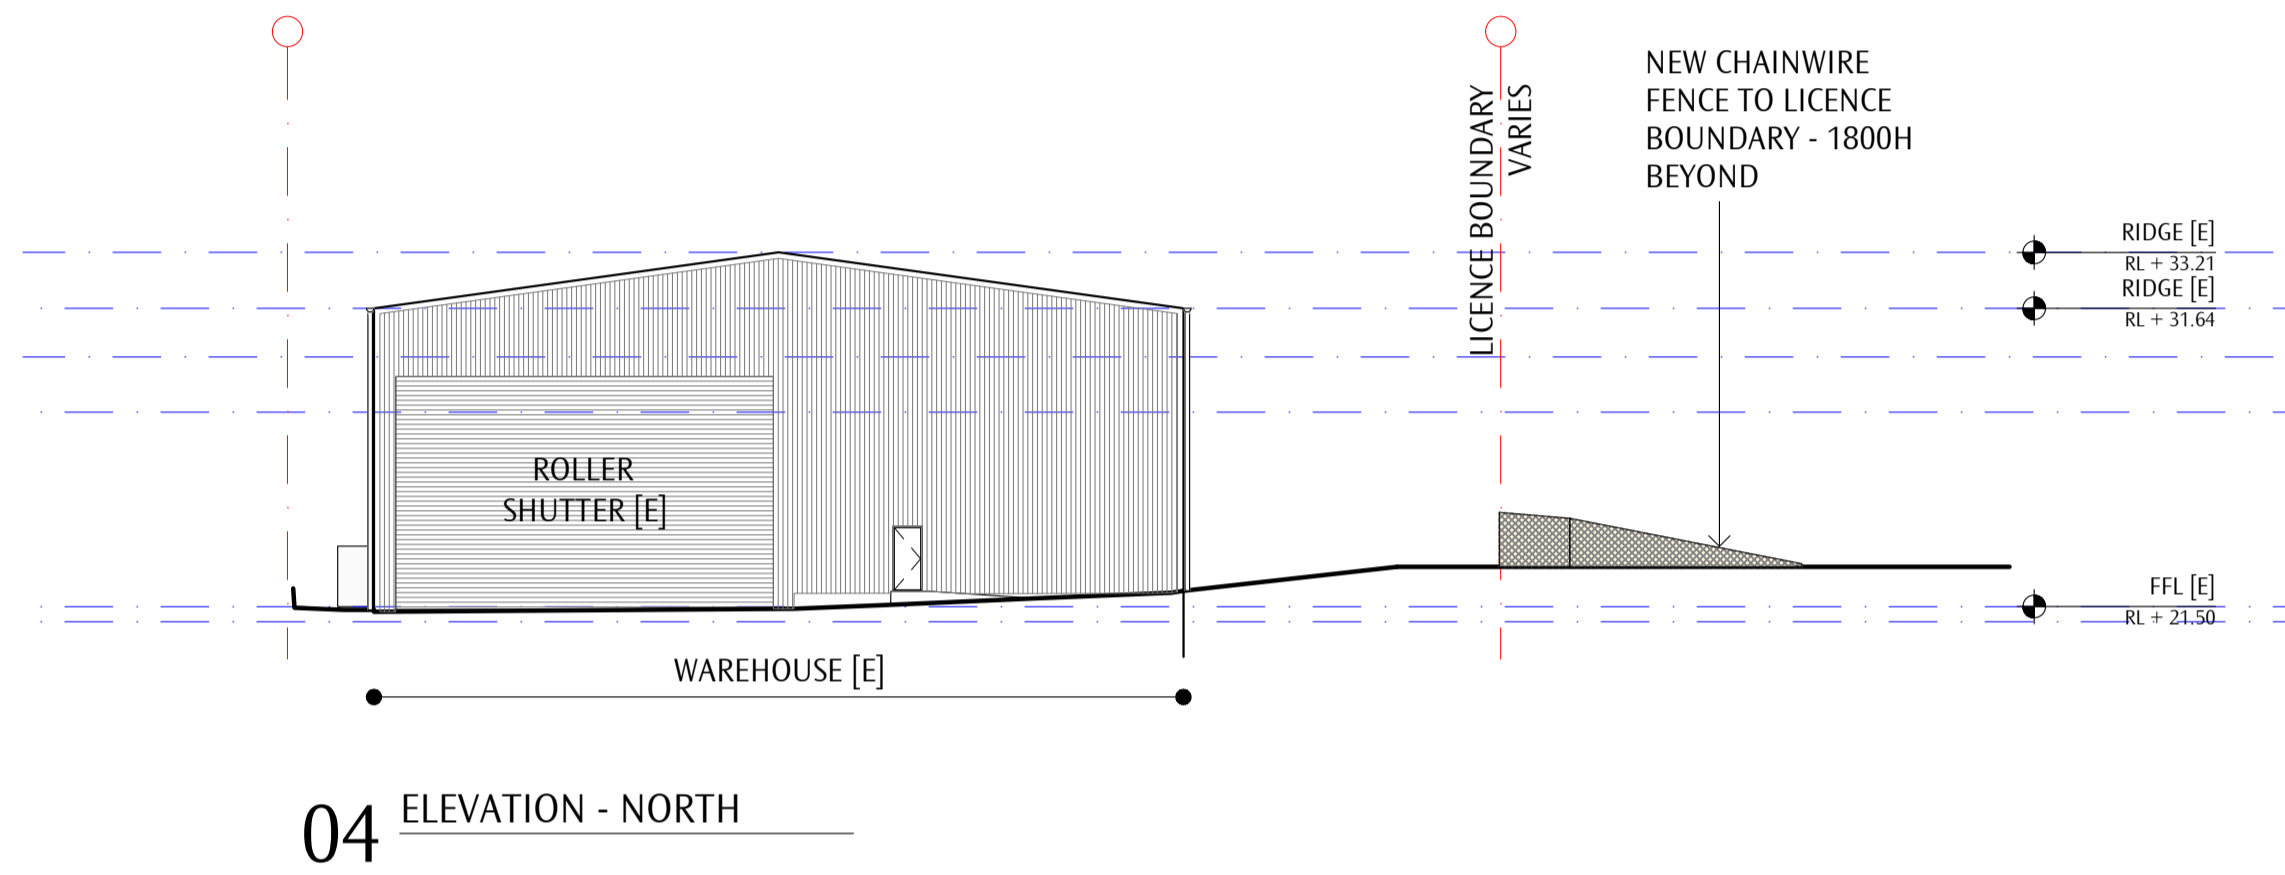 LICENCE BOUNDARY
VARIES
NEW CHAINWIRE
FENCE TO LICENCE
BOUNDARY - 1800H
BEYOND
RIDGE [E]
RL + 33.21
RIDGE [E]
RL + 31.64
ROLLER
SHUTTER [E]
FFL [E]
RL + 21.50
WAREHOUSE [E]
04 ELEVATION - NORTH